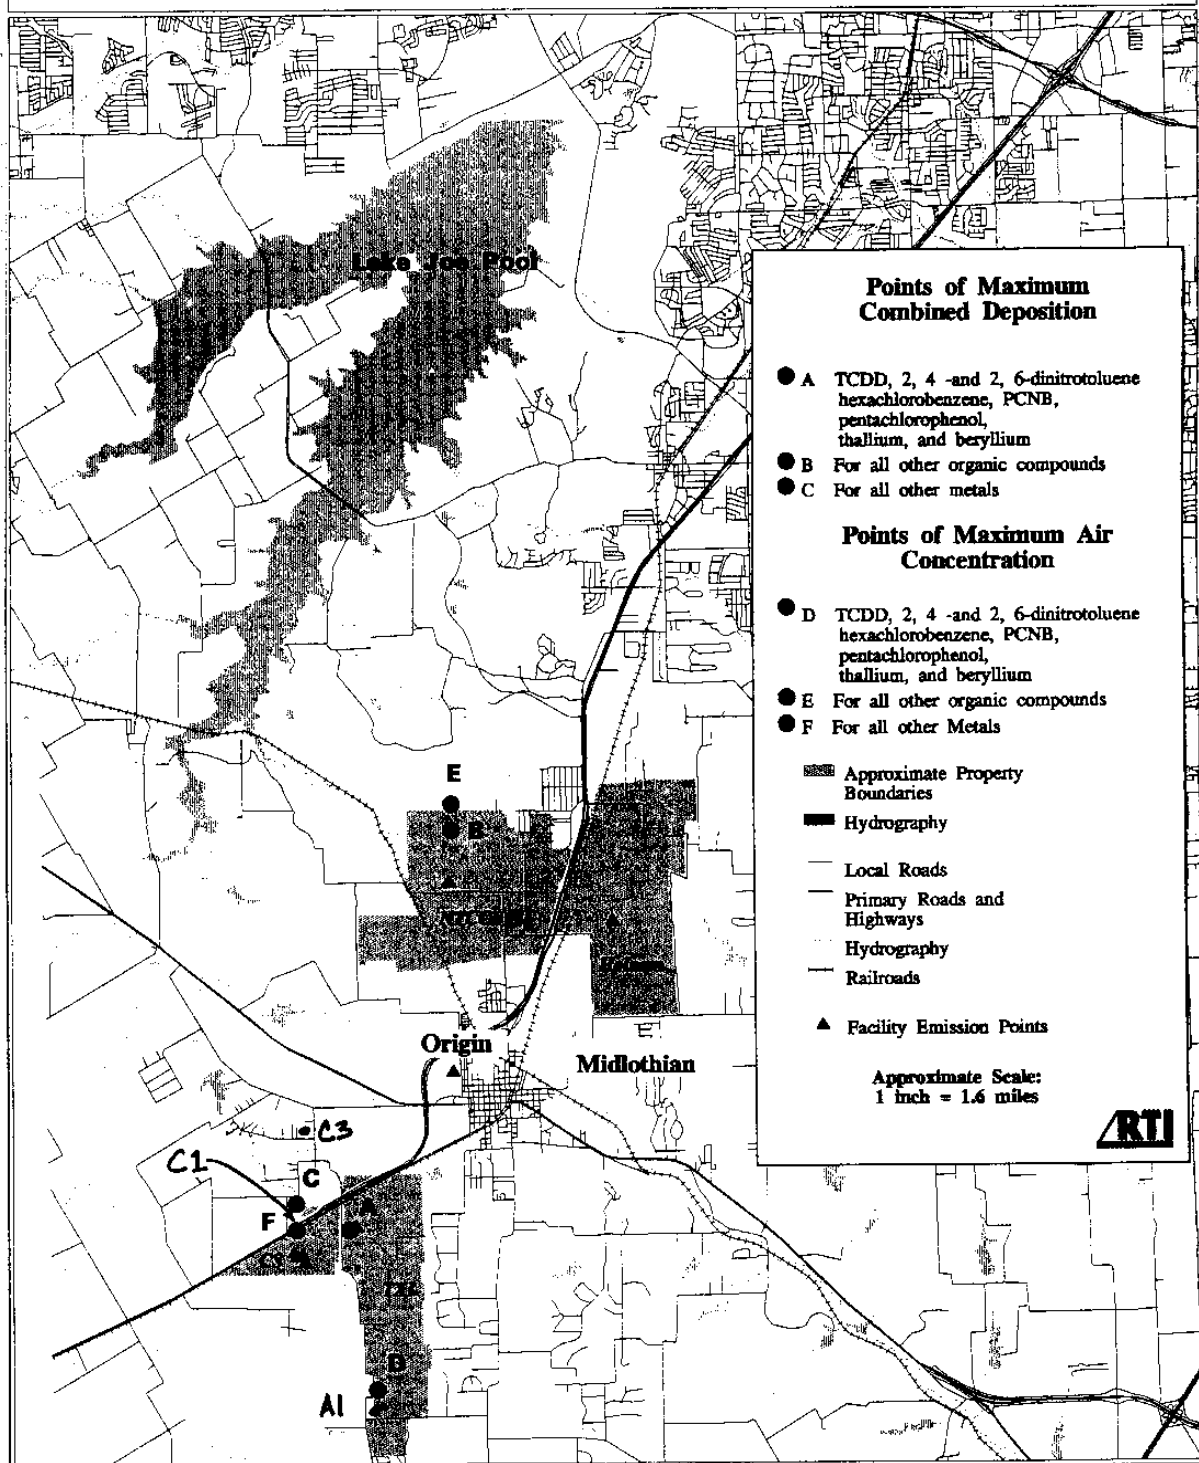 Lake Joe Pool
Points of Maximum
Combined Deposition
A TCDD, 2, 4 -and 2, 6-dinitrotoluene
hexachlorobenzene, PCNB,
pentachlorophenol,
thallium, and beryllium
B For all other organic compounds
C For all other metals
Points of Maximum Air
Concentration
D TCDD, 2, 4 -and 2, 6-dinitrotoluene
hexachlorobenzene, PCNB,
pentachlorophenol,
thallium, and beryllium
E For all other organic compounds
F For all other Metals
Approximate Property
Boundaries
Hydrography
Local Roads
Primary Roads and
Highways
Hydrography
Railroads
Facility Emission Points
Approximate Scale:
1 inch = 1.6 miles
RTI
E
B
Origin
Midlothian
C3
C1
C
F
A
TXI
D
A1